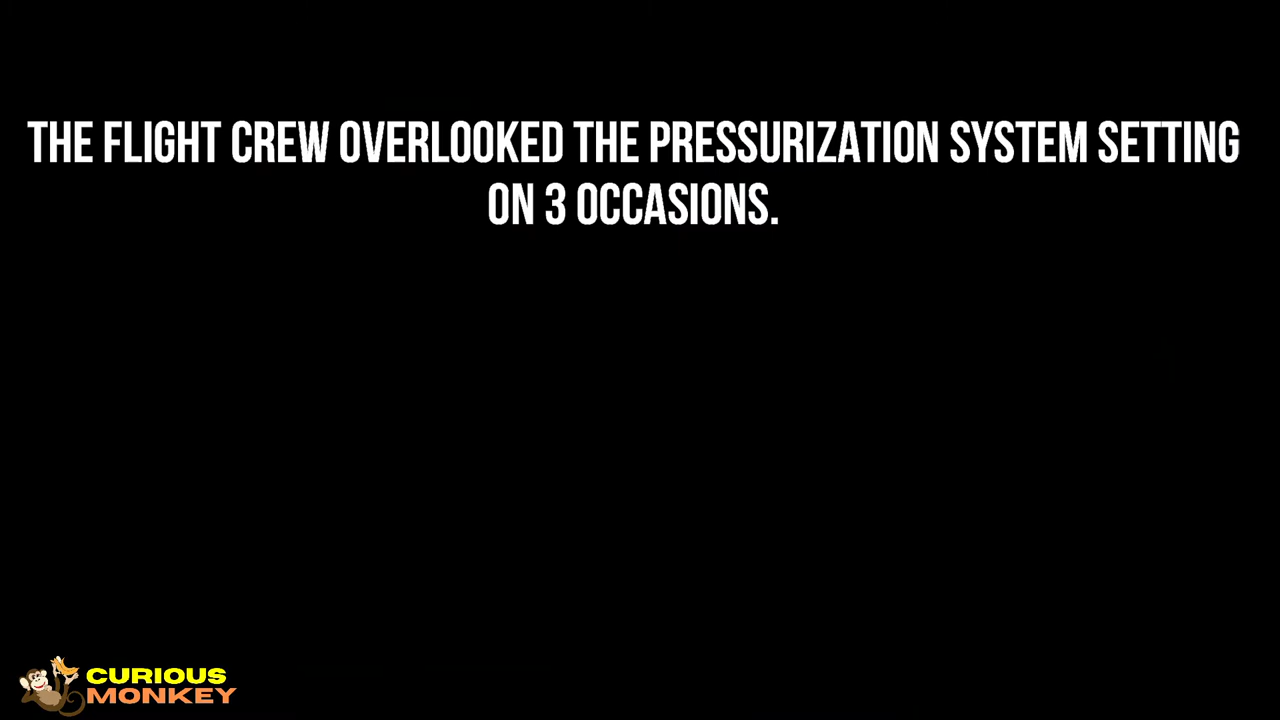 THE FLIGHT CREW OVERLOOKED THE PRESSURIZATION SYSTEM SETTING
ON 3 OCCASIONS.
CURIOUS
MONKEY